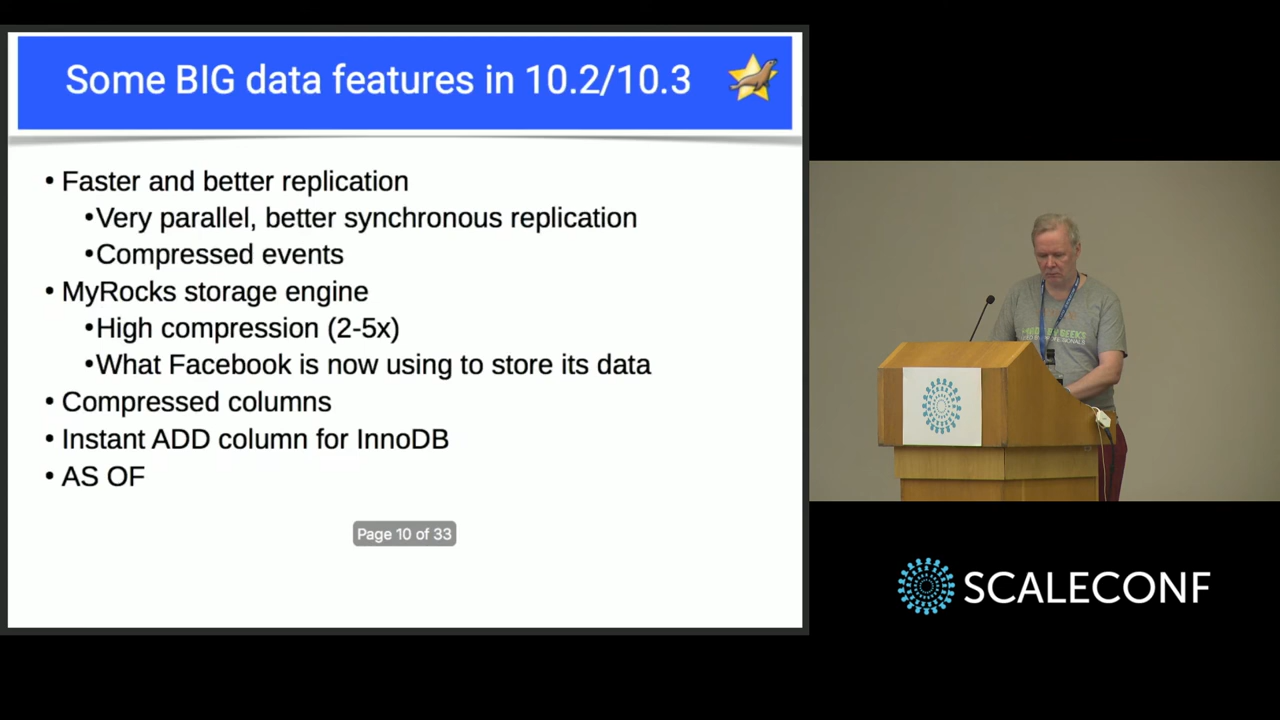 Some BIG data features in 10.2/10.3
• Faster and better replication
•Very parallel, better synchronous replication
•Compressed events
• MyRocks storage engine
•High compression (2-5x)
•What Facebook is now using to store its data
• Compressed columns
• Instant ADD column for InnoDB
• AS OF
Page 10 of 33
SCALECONF